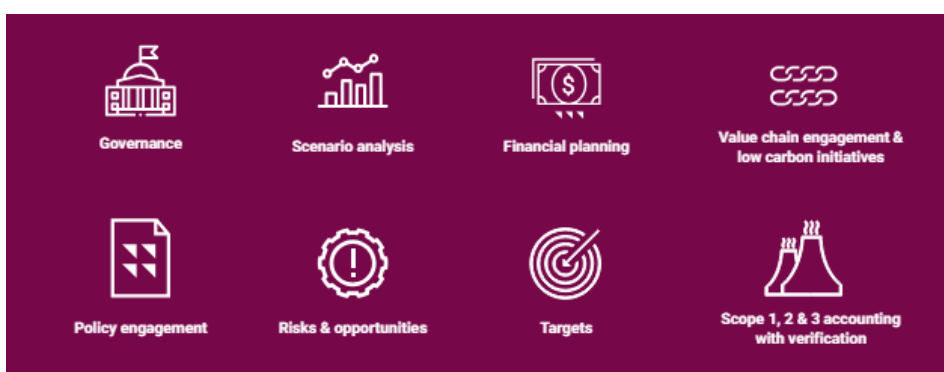 $
Governance
Scenario analysis
Financial planning
Value chain engagement &
low carbon initiatives
Policy engagement
Risks & opportunities
Targets
Scope 1, 2 & 3 accounting
with verification